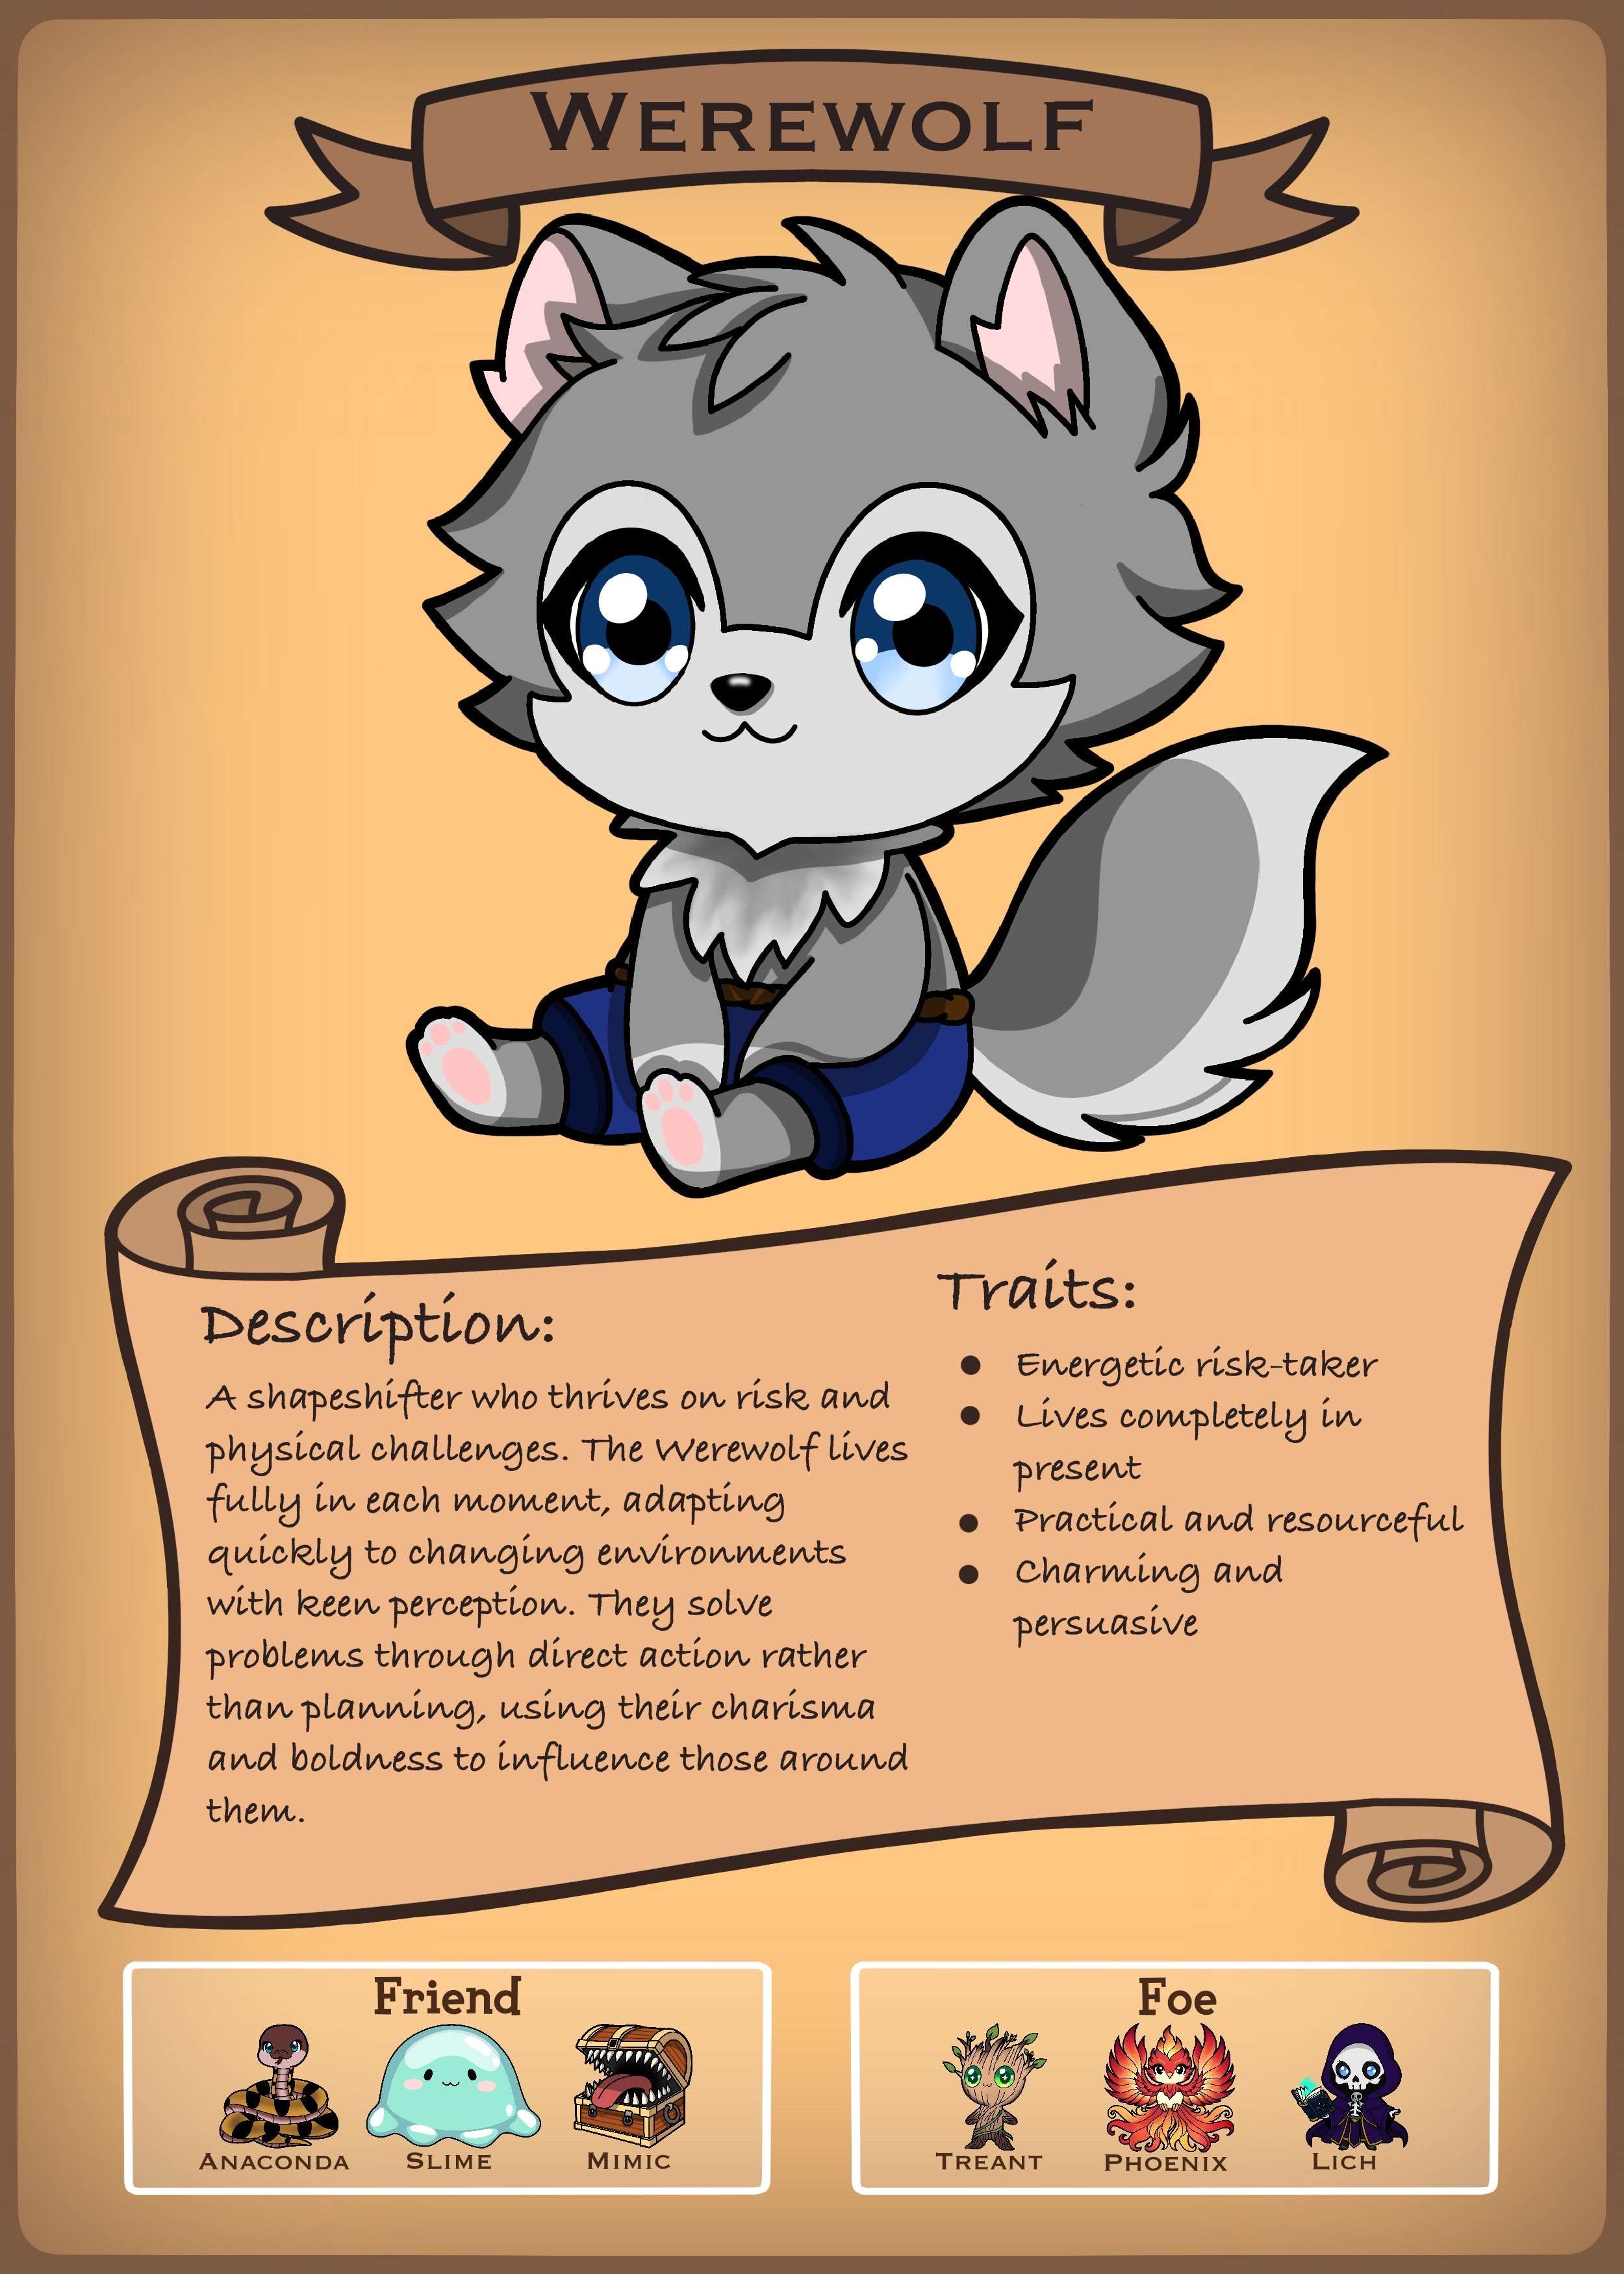 WEREWOLF
Description:
A shapeshifter who thrives on risk and
physical challenges. The Werewolf lives
fully in each moment, adapting
quickly to changing environments
with keen perception. They solve
problems through direct action rather
than planning, using their charisma
and boldness to influence those around
them.
Traits:
● Energetic risk-taker
● Lives completely in
present
● Practical and resourceful
● Charming and
persuasive
Friend
ANACONDA SLIME MIMIC
Foe
TREANT PHOENIX LICH